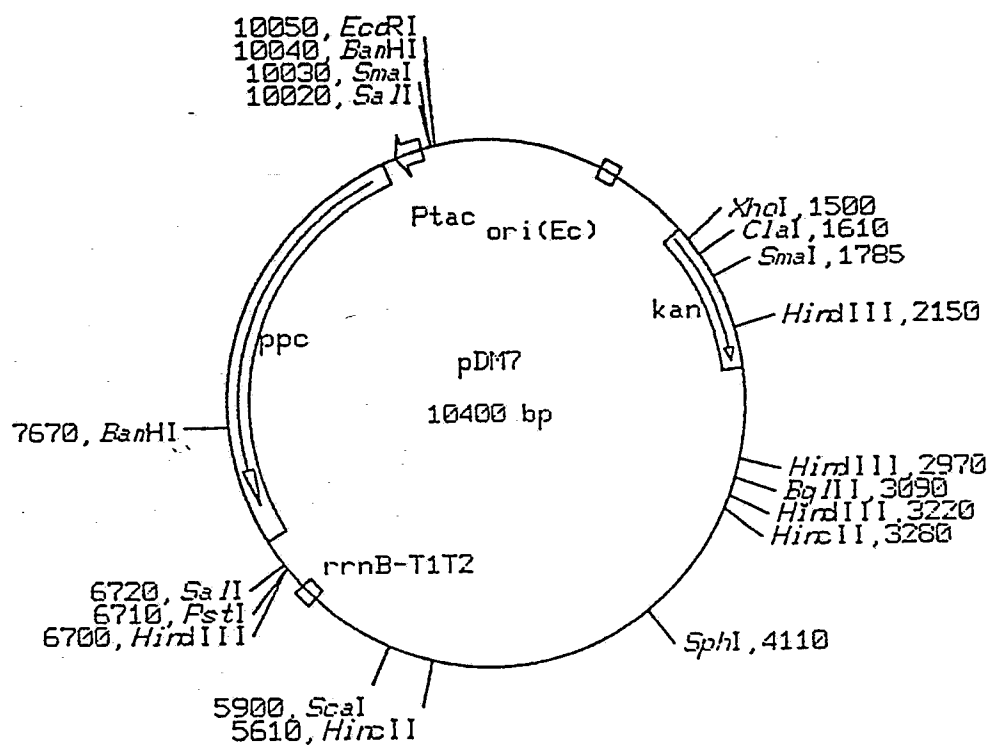 10050, EcoRI
10040, BamHI
10030, SmaI
10020, SalI
Ptac
ori(Ec)
XhoI, 1500
ClaI, 1610
SmaI, 1785
kan
HindIII, 2150
ppc
pDM7
10400 bp
7670, BamHI
HindIII, 2970
BglII, 3090
HindIII, 3220
HincII, 3280
rrnB-T1T2
6720, SalI
6710, PstI
6700, HindIII
SphI, 4110
5900, ScaI
5610, HincII